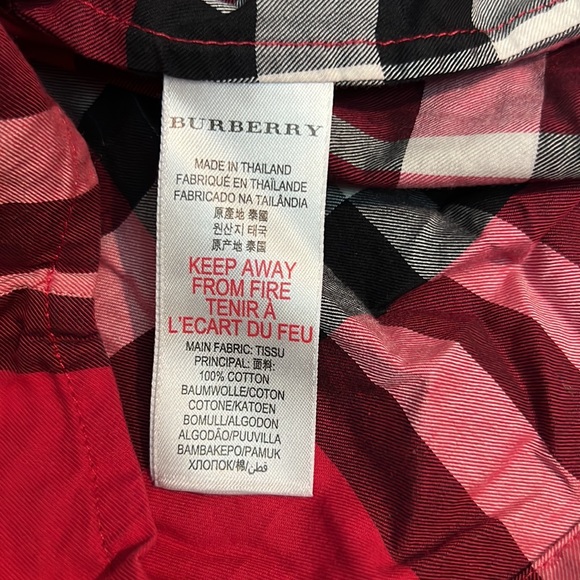 BURBERRY
MADE IN THAILAND
FABRIQUÉ EN THAÏLANDE
FABRICADO NA TAILÂNDIA
原產地 泰國
원산지 태국
原产地 泰国
KEEP AWAY
FROM FIRE
TENIR À
L'ECART DU FEU
MAIN FABRIC: TISSU
PRINCIPAL: 面料:
100% COTTON
BAUMWOLLE/COTON
COTONE/KATOEN
BOMULL/ALGODON
ALGODÃO/PUUVILLA
BAMBAKEPO/PAMUK
ХЛОПОК/棉/قطن